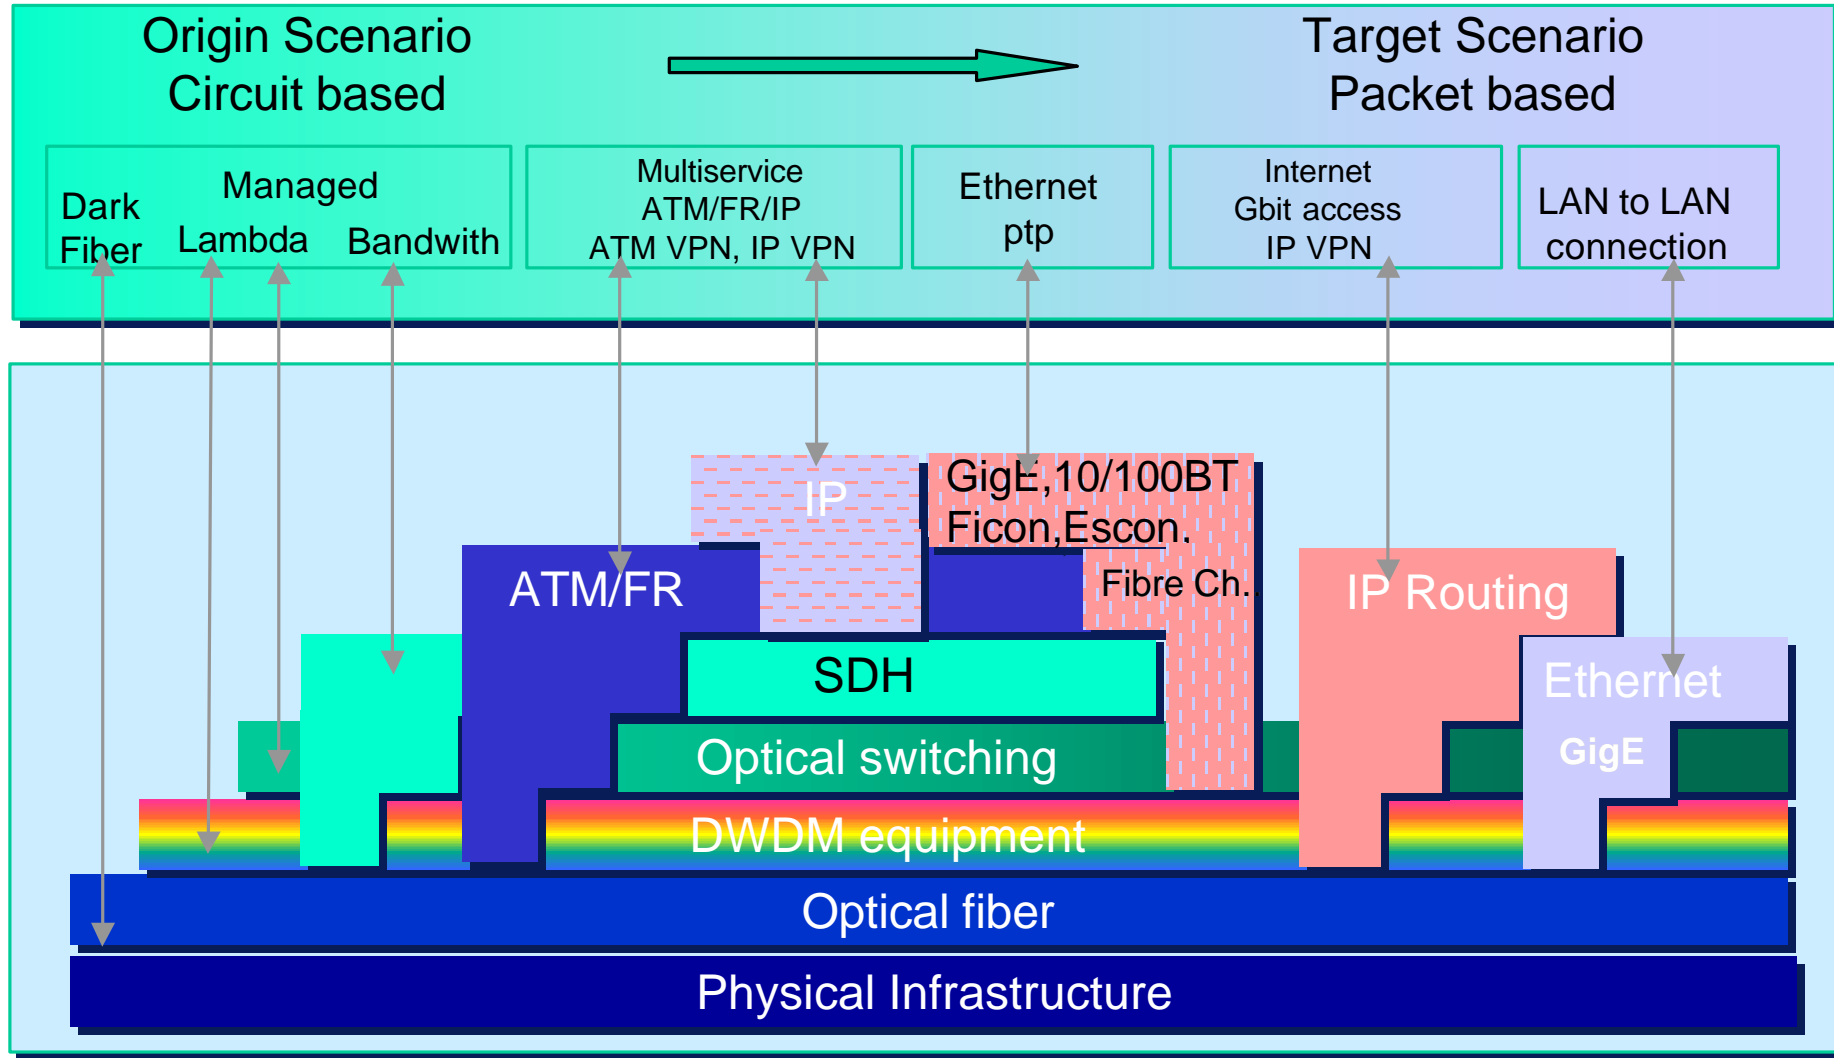 Origin Scenario
Circuit based
Target Scenario
Packet based
Dark
Fiber
Managed
Lambda
Bandwith
Multiservice
ATM/FR/IP
ATM VPN, IP VPN
Ethernet
ptp
Internet
Gbit access
IP VPN
LAN to LAN
connection
IP
GigE,10/100BT
Ficon,Escon.
Fibre Ch..
ATM/FR
IP Routing
SDH
Ethernet
GigE
Optical switching
DWDM equipment
Optical fiber
Physical Infrastructure